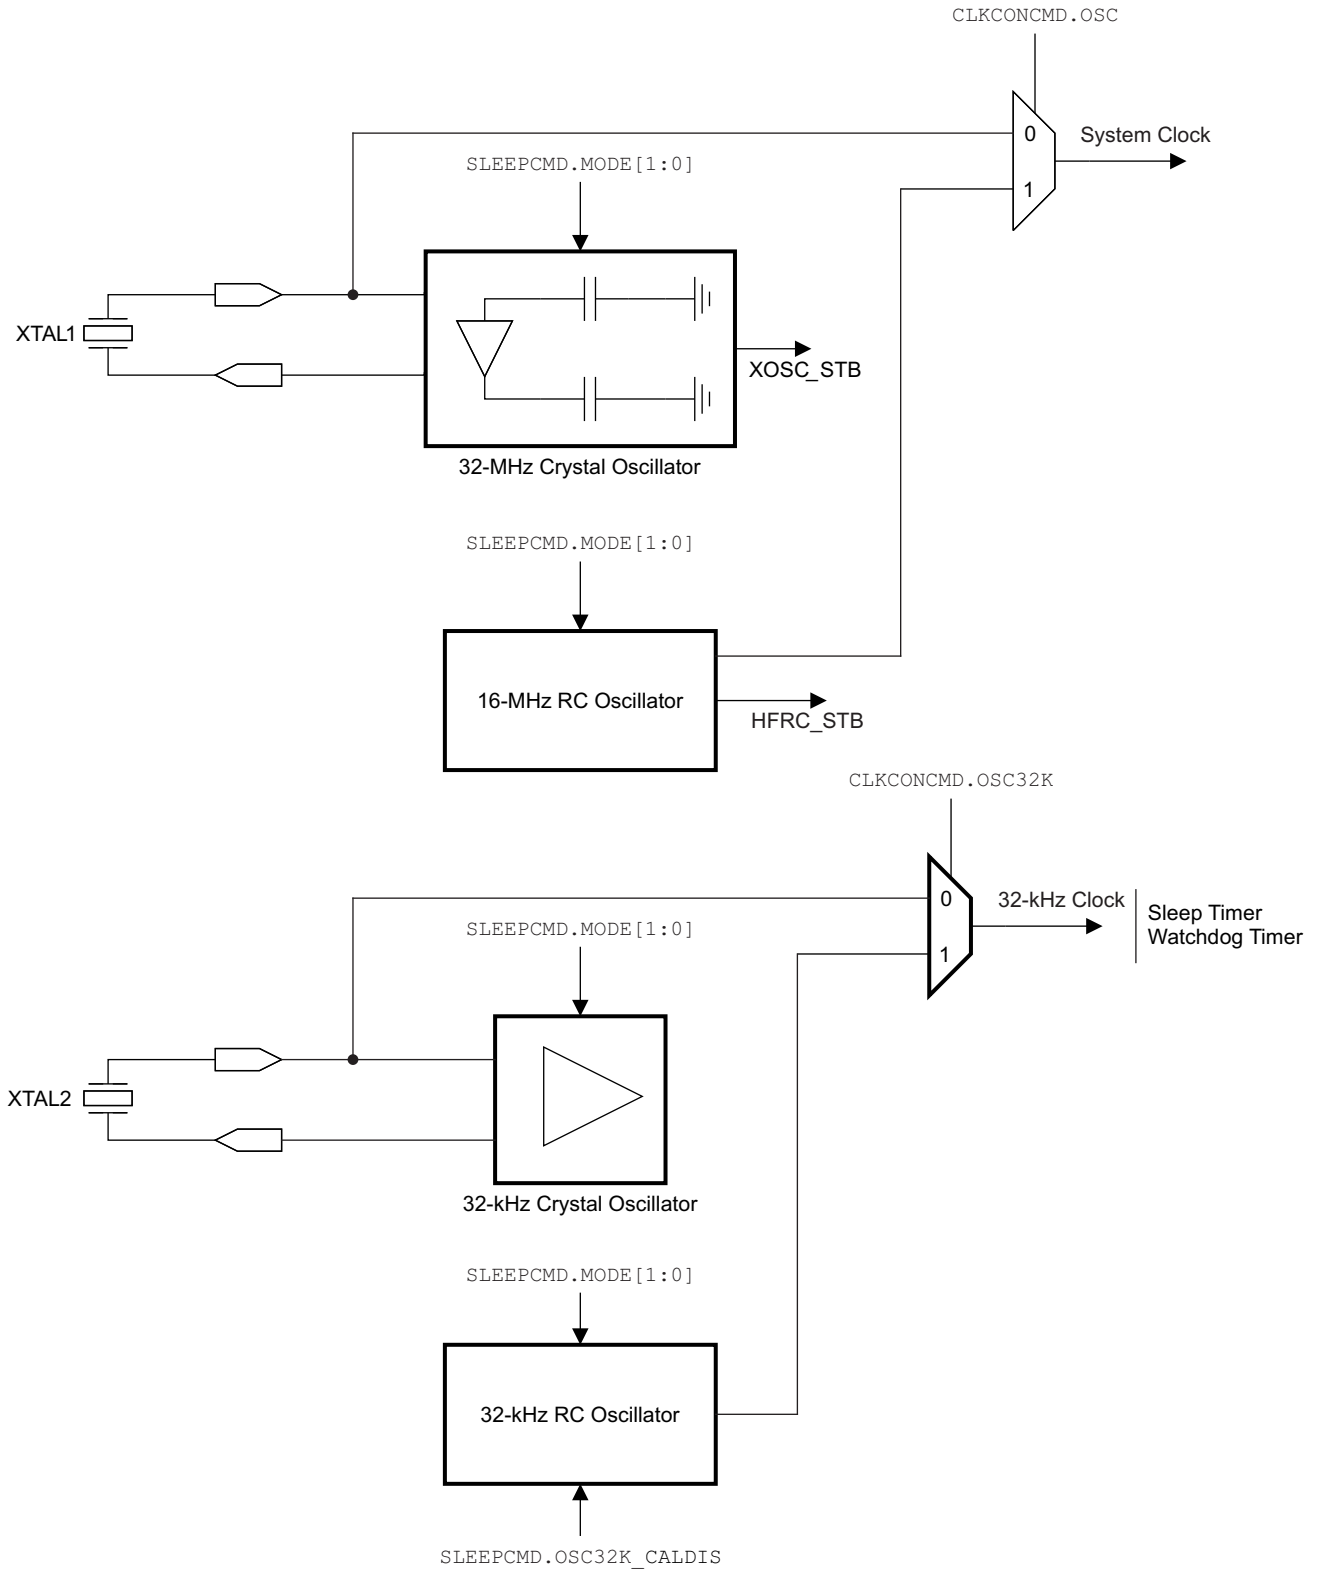 CLKCONCMD.OSC
0
System Clock
SLEEPCMD.MODE[1:0]
1
XTAL1
XOSC_STB
32-MHz Crystal Oscillator
SLEEPCMD.MODE[1:0]
16-MHz RC Oscillator
HFRC_STB
CLKCONCMD.OSC32K
0
32-kHz Clock
Sleep Timer
Watchdog Timer
SLEEPCMD.MODE[1:0]
1
XTAL2
32-kHz Crystal Oscillator
SLEEPCMD.MODE[1:0]
32-kHz RC Oscillator
SLEEPCMD.OSC32K_CALDIS